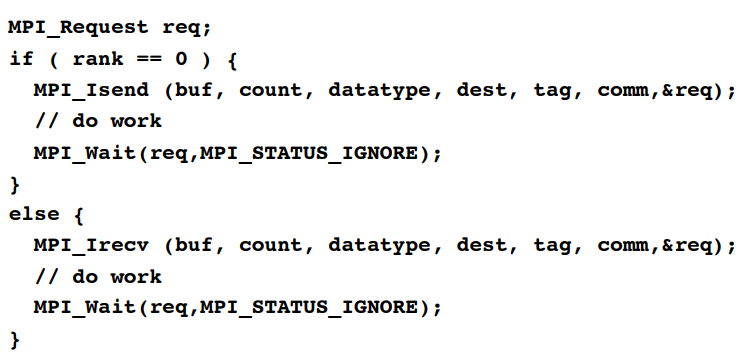 MPI_Request req;
if ( rank == 0 ) {
  MPI_Isend (buf, count, datatype, dest, tag, comm,&req);
  // do work
  MPI_Wait(req,MPI_STATUS_IGNORE);
}
else {
  MPI_Irecv (buf, count, datatype, dest, tag, comm,&req);
  // do work
  MPI_Wait(req,MPI_STATUS_IGNORE);
}